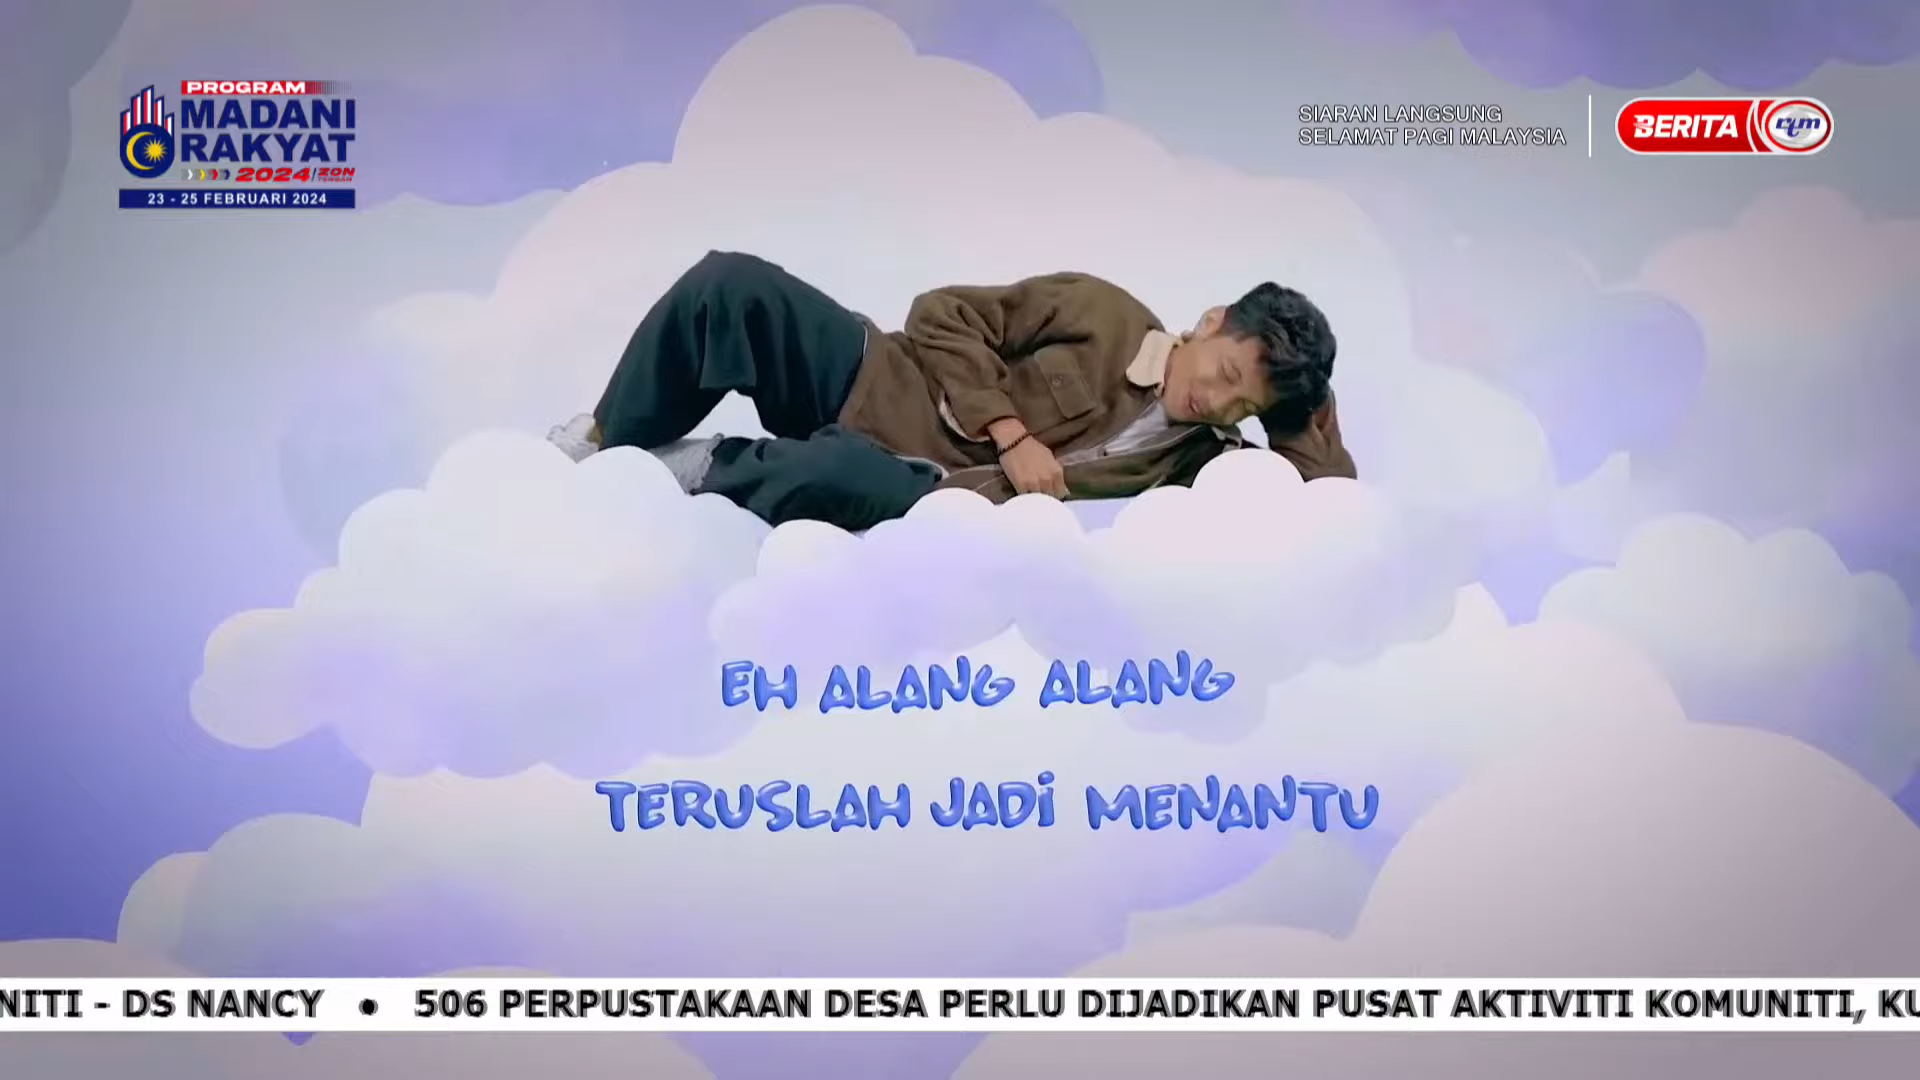 PROGRAM
MADANI
RAKYAT
2024 / ZON TENGAH
23 - 25 FEBRUARI 2024
SIARAN LANGSUNG
SELAMAT PAGI MALAYSIA
BERITA rtm
EH ALANG ALANG
TERUSLAH JADI MENANTU
NITI - DS NANCY • 506 PERPUSTAKAAN DESA PERLU DIJADIKAN PUSAT AKTIVITI KOMUNITI, KU